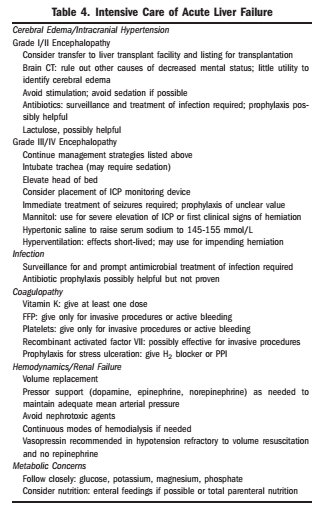 Table 4. Intensive Care of Acute Liver Failure
Cerebral Edema/Intracranial Hypertension
Grade I/II Encephalopathy
Consider transfer to liver transplant facility and listing for transplantation
Brain CT: rule out other causes of decreased mental status; little utility to
identify cerebral edema
Avoid stimulation; avoid sedation if possible
Antibiotics: surveillance and treatment of infection required; prophylaxis pos-
sibly helpful
Lactulose, possibly helpful
Grade III/IV Encephalopathy
Continue management strategies listed above
Intubate trachea (may require sedation)
Elevate head of bed
Consider placement of ICP monitoring device
Immediate treatment of seizures required; prophylaxis of unclear value
Mannitol: use for severe elevation of ICP or first clinical signs of herniation
Hypertonic saline to raise serum sodium to 145-155 mmol/L
Hyperventilation: effects short-lived; may use for impending herniation
Infection
Surveillance for and prompt antimicrobial treatment of infection required
Antibiotic prophylaxis possibly helpful but not proven
Coagulopathy
Vitamin K: give at least one dose
FFP: give only for invasive procedures or active bleeding
Platelets: give only for invasive procedures or active bleeding
Recombinant activated factor VII: possibly effective for invasive procedures
Prophylaxis for stress ulceration: give H₂ blocker or PPI
Hemodynamics/Renal Failure
Volume replacement
Pressor support (dopamine, epinephrine, norepinephrine) as needed to
maintain adequate mean arterial pressure
Avoid nephrotoxic agents
Continuous modes of hemodialysis if needed
Vasopressin recommended in hypotension refractory to volume resuscitation
and no repinephrine
Metabolic Concerns
Follow closely: glucose, potassium, magnesium, phosphate
Consider nutrition: enteral feedings if possible or total parenteral nutrition